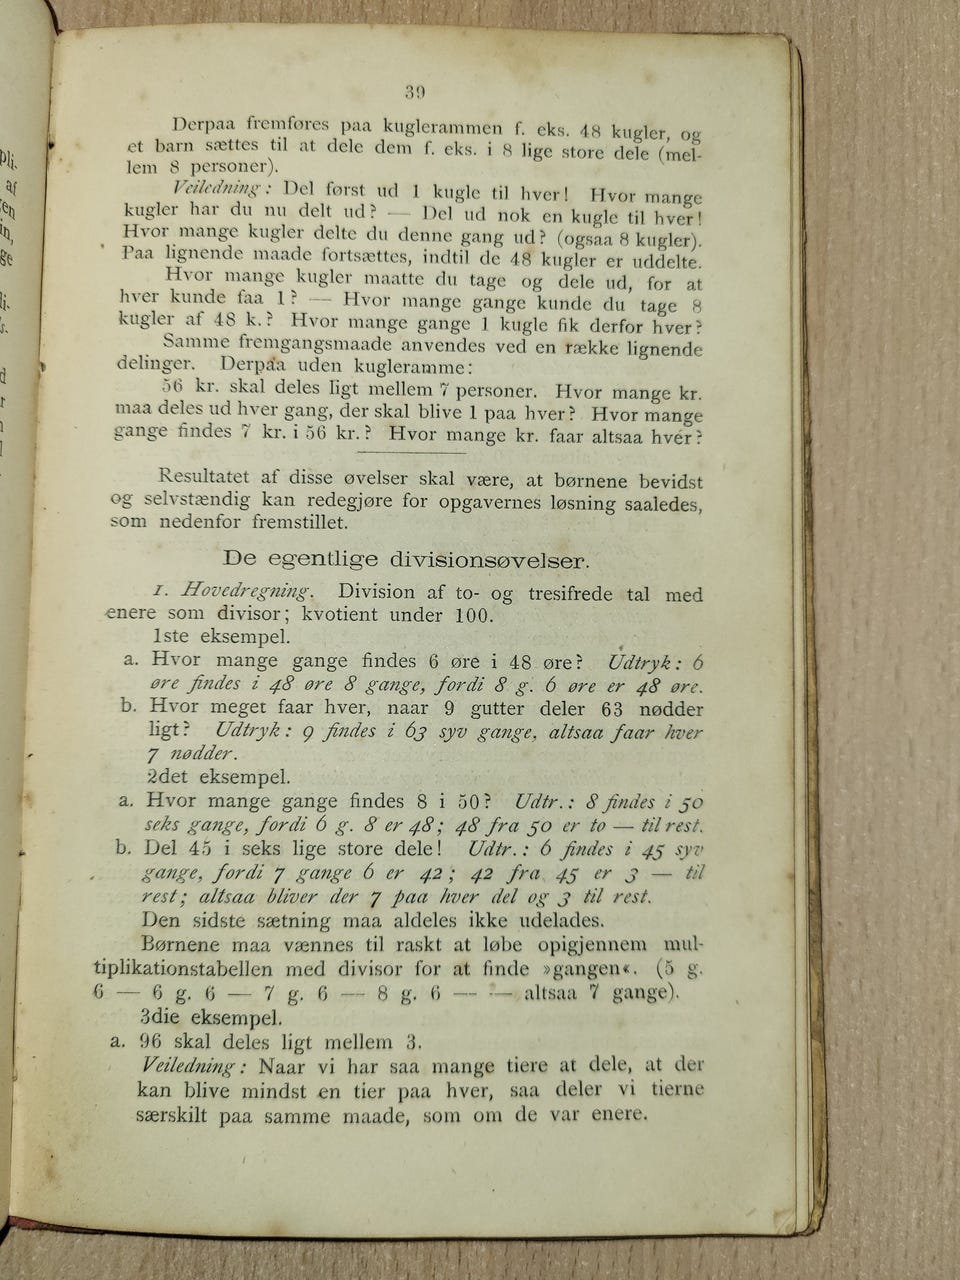 39
Derpaa fremføres paa kuglerammen f. eks. 48 kugler, og
et barn sættes til at dele dem f. eks. i 8 lige store dele (mel-
lem 8 personer).
Veiledning: Del først ud 1 kugle til hver! Hvor mange
kugler har du nu delt ud? — Del ud nok en kugle til hver!
Hvor mange kugler delte du denne gang ud? (ogsaa 8 kugler).
Paa lignende maade fortsættes, indtil de 48 kugler er uddelte.
Hvor mange kugler maatte du tage og dele ud, for at
hver kunde faa 1? — Hvor mange gange kunde du tage 8
kugler af 48 k.? Hvor mange gange 1 kugle fik derfor hver?
Samme fremgangsmaade anvendes ved en række lignende
delinger. Derpaa uden kugleramme:
56 kr. skal deles ligt mellem 7 personer. Hvor mange kr.
maa deles ud hver gang, der skal blive 1 paa hver? Hvor mange
gange findes 7 kr. i 56 kr.? Hvor mange kr. faar altsaa hver?
Resultatet af disse øvelser skal være, at børnene bevidst
og selvstændig kan redegjøre for opgavernes løsning saaledes,
som nedenfor fremstillet.
De egentlige divisionsøvelser.
1. Hovedregning. Division af to- og tresifrede tal med
enere som divisor; kvotient under 100.
1ste eksempel.
a. Hvor mange gange findes 6 øre i 48 øre? Udtryk: 6
øre findes i 48 øre 8 gange, fordi 8 g. 6 øre er 48 øre.
b. Hvor meget faar hver, naar 9 gutter deler 63 nødder
ligt? Udtryk: 9 findes i 63 syv gange, altsaa faar hver
7 nødder.
2det eksempel.
a. Hvor mange gange findes 8 i 50? Udtr.: 8 findes i 50
seks gange, fordi 6 g. 8 er 48; 48 fra 50 er to — til rest.
b. Del 45 i seks lige store dele! Udtr.: 6 findes i 45 syv
gange, fordi 7 gange 6 er 42; 42 fra 45 er 3 — til
rest; altsaa bliver der 7 paa hver del og 3 til rest.
Den sidste sætning maa aldeles ikke udelades.
Børnene maa vænnes til raskt at løbe opigjennem mul-
tiplikationstabellen med divisor for at finde »gangen«. (5 g.
6 — 6 g. 6 — 7 g. 6 — 8 g. 6 — — altsaa 7 gange).
3die eksempel.
a. 96 skal deles ligt mellem 3.
Veiledning: Naar vi har saa mange tiere at dele, at der
kan blive mindst en tier paa hver, saa deler vi tierne
særskilt paa samme maade, som om de var enere.